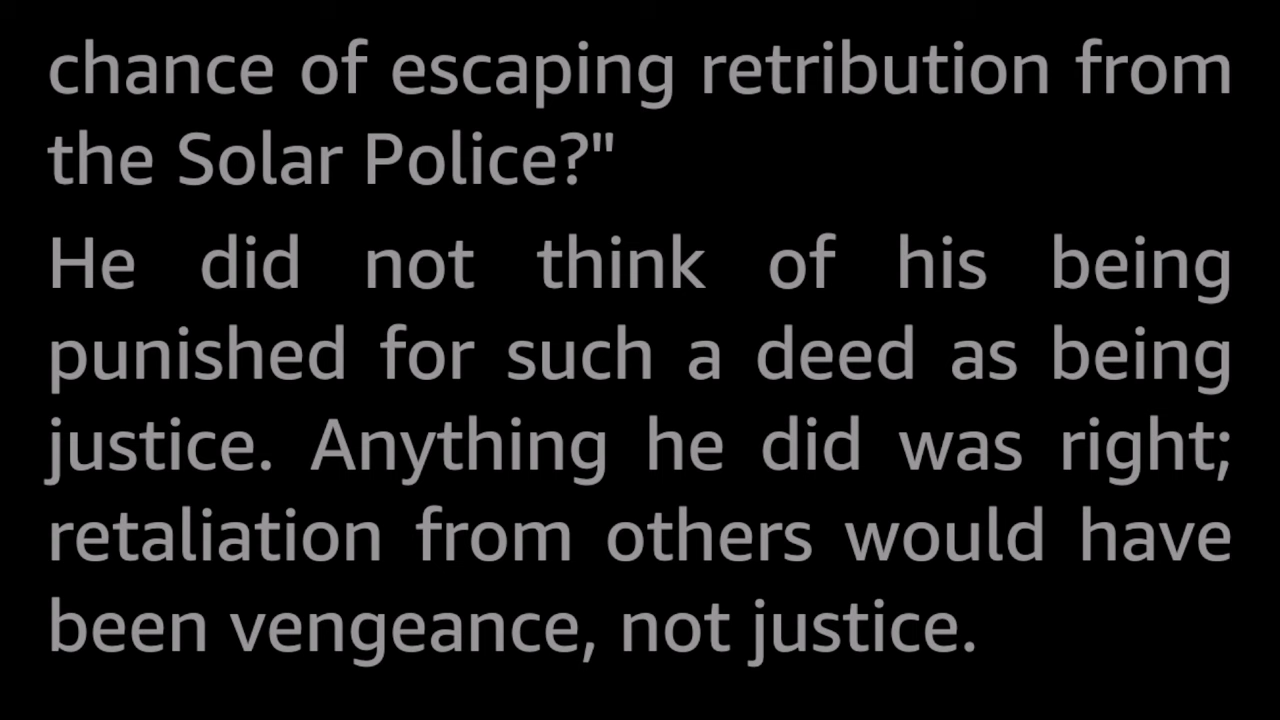 chance of escaping retribution from
the Solar Police?"
He did not think of his being
punished for such a deed as being
justice. Anything he did was right;
retaliation from others would have
been vengeance, not justice.